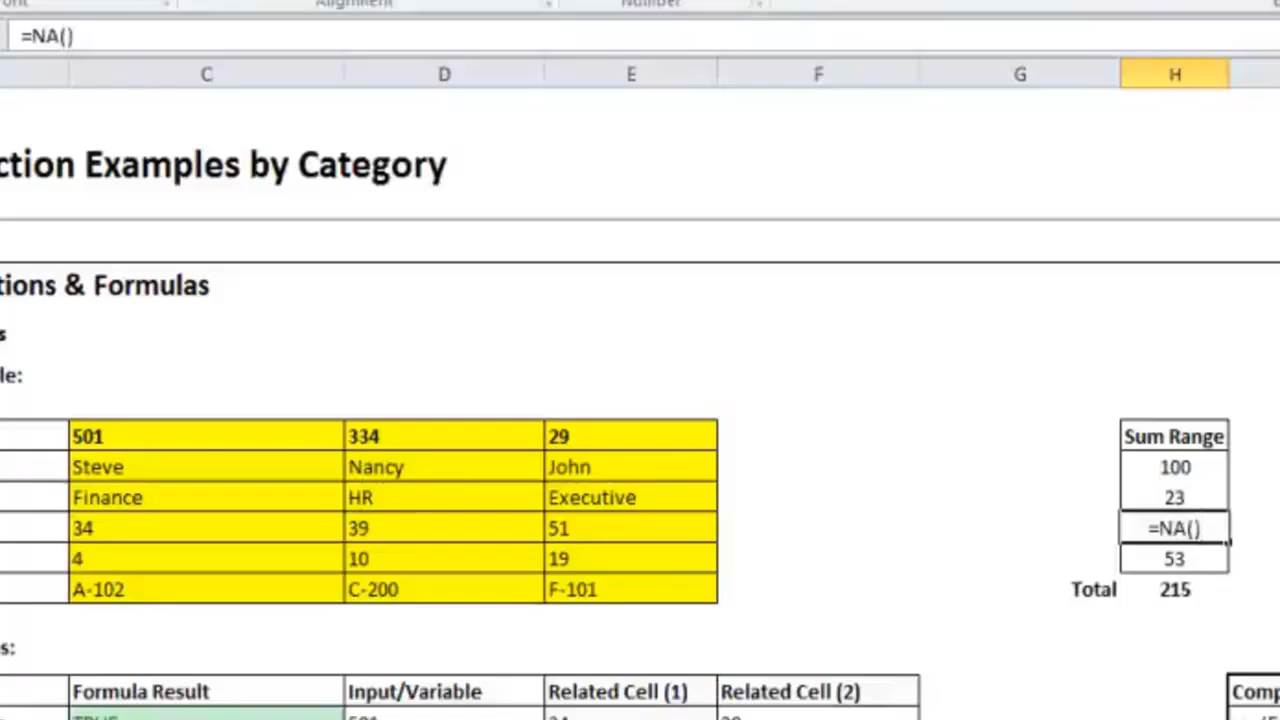 Alignment
Number
=NA()
C D E F G H
ction Examples by Category
tions & Formulas
s
le:
501 334 29 Sum Range
Steve Nancy John 100
Finance HR Executive 23
34 39 51 =NA()
4 10 19 53
A-102 C-200 F-101 Total 215
s:
Formula Result Input/Variable Related Cell (1) Related Cell (2) Comp